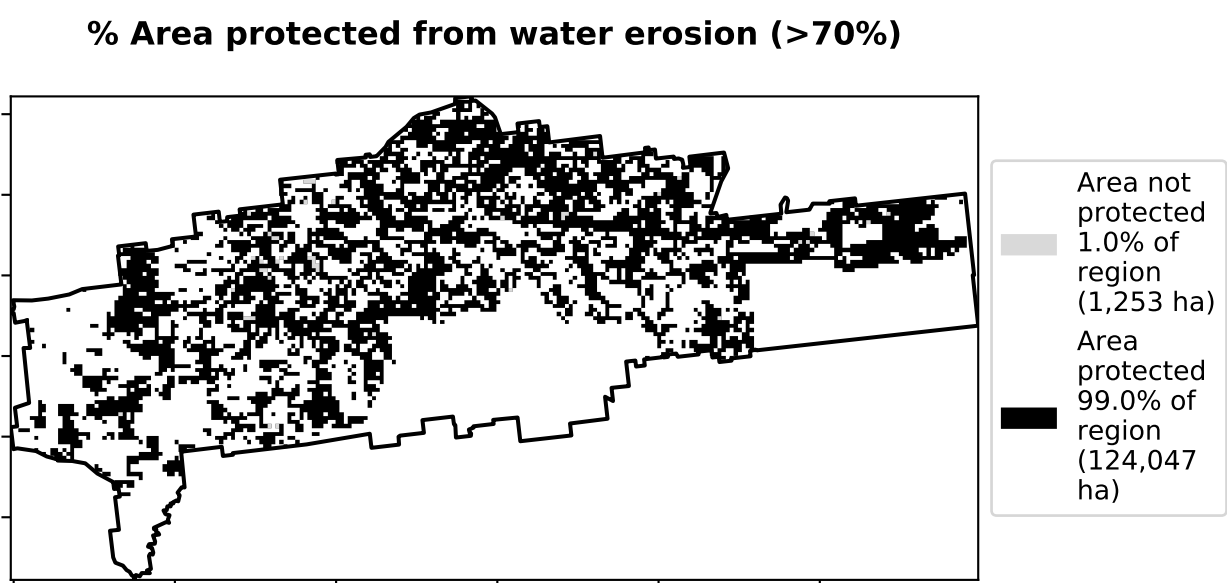 % Area protected from water erosion (>70%)
Area not
protected
1.0% of
region
(1,253 ha)
Area
protected
99.0% of
region
(124,047
ha)